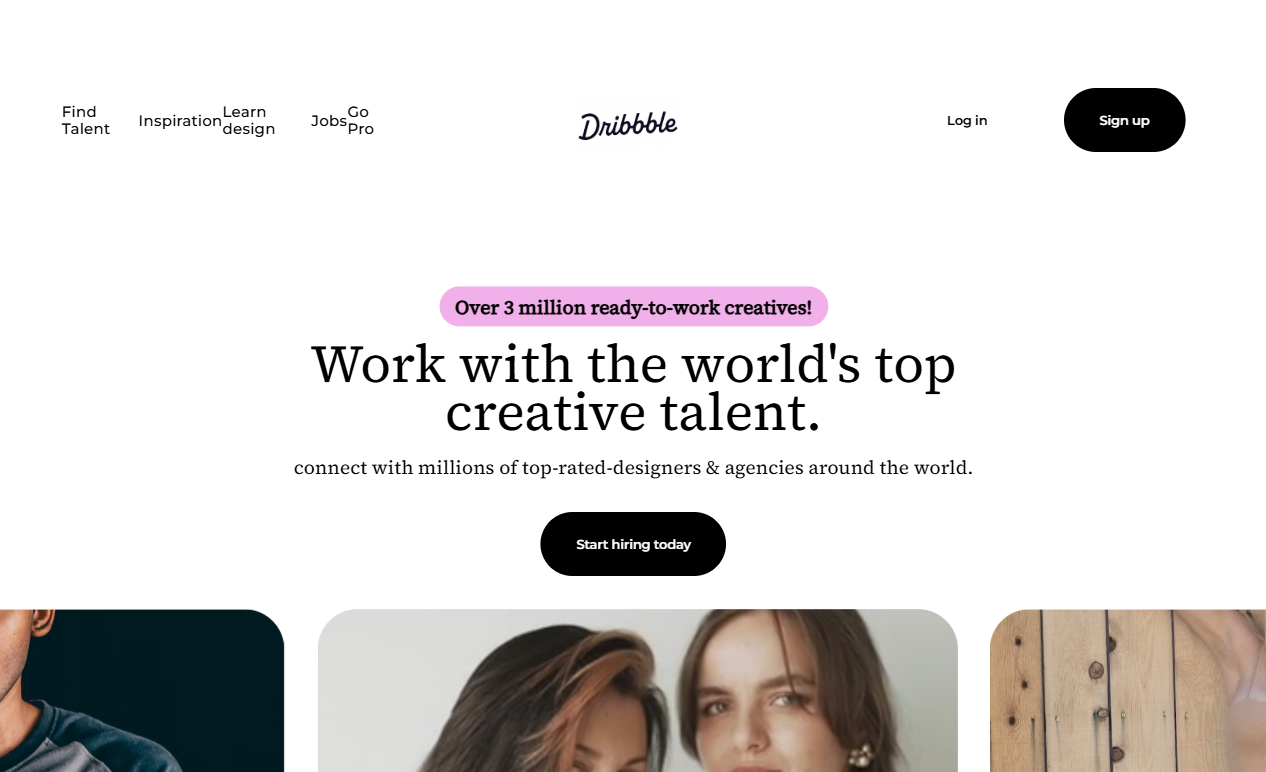 Find Talent
Inspiration
Learn design
Jobs
Go Pro
Dribbble
Log in
Sign up
Over 3 million ready-to-work creatives!
Work with the world's top
creative talent.
connect with millions of top-rated-designers & agencies around the world.
Start hiring today